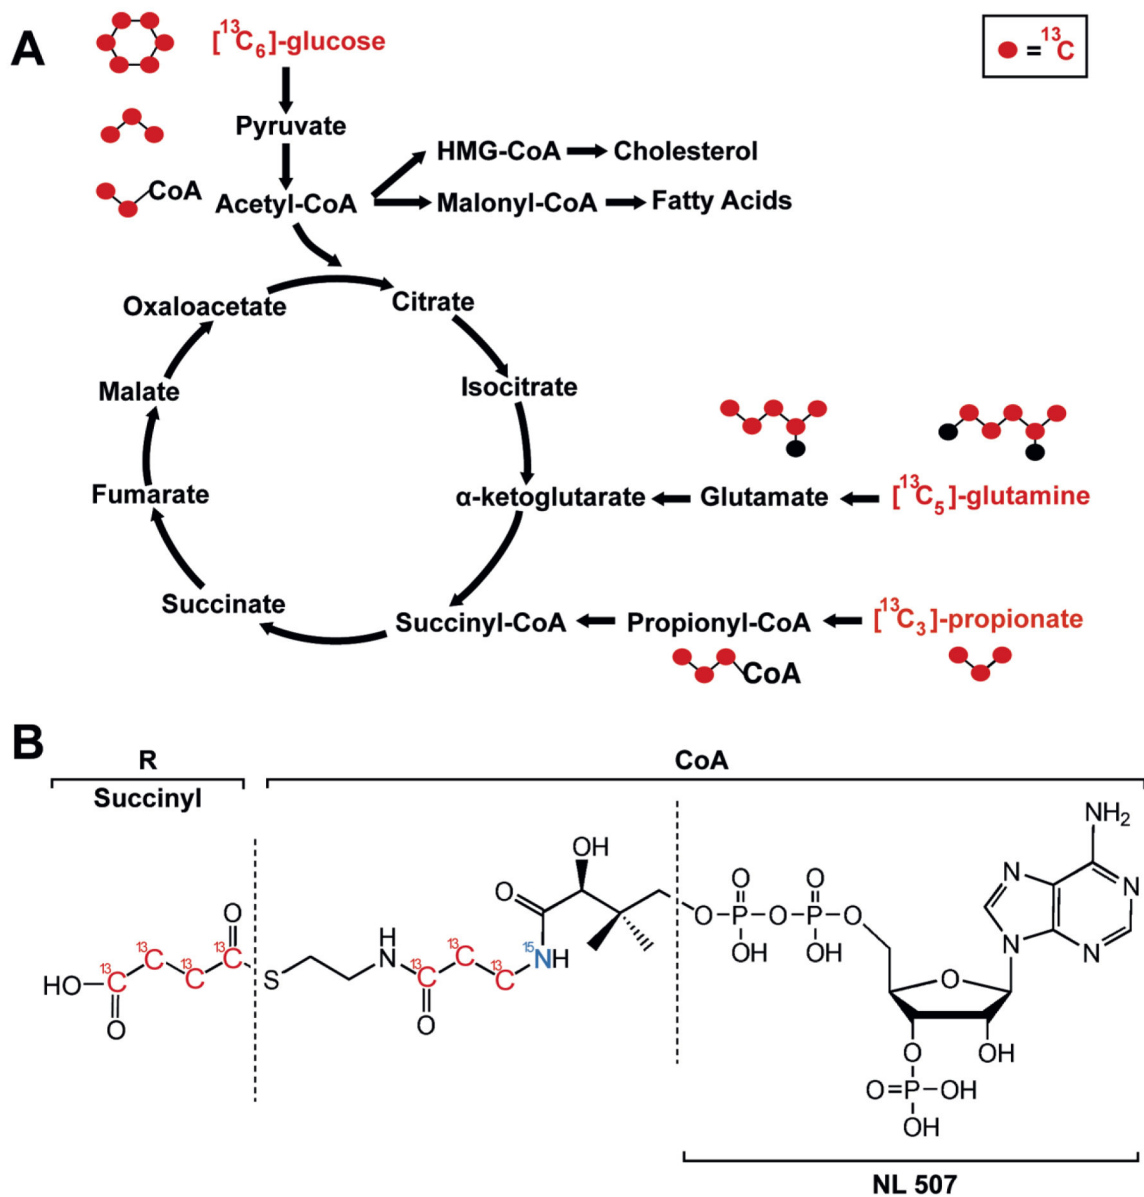 A
[13C6]-glucose
= 13C
Pyruvate
HMG-CoA
Cholesterol
CoA
Acetyl-CoA
Malonyl-CoA
Fatty Acids
Oxaloacetate
Citrate
Malate
Isocitrate
Fumarate
α-ketoglutarate
Glutamate
[13C5]-glutamine
Succinate
Succinyl-CoA
Propionyl-CoA
[13C3]-propionate
CoA
B
R
CoA
Succinyl
NH2
OH
O
O
O
N
N
O
O
P
O
P
O
13C
13C
H
N
13C
15NH
OH
OH
N
N
HO
13C
13C
S
13C
13C
O
O
O
O
OH
O
P
OH
OH
NL 507